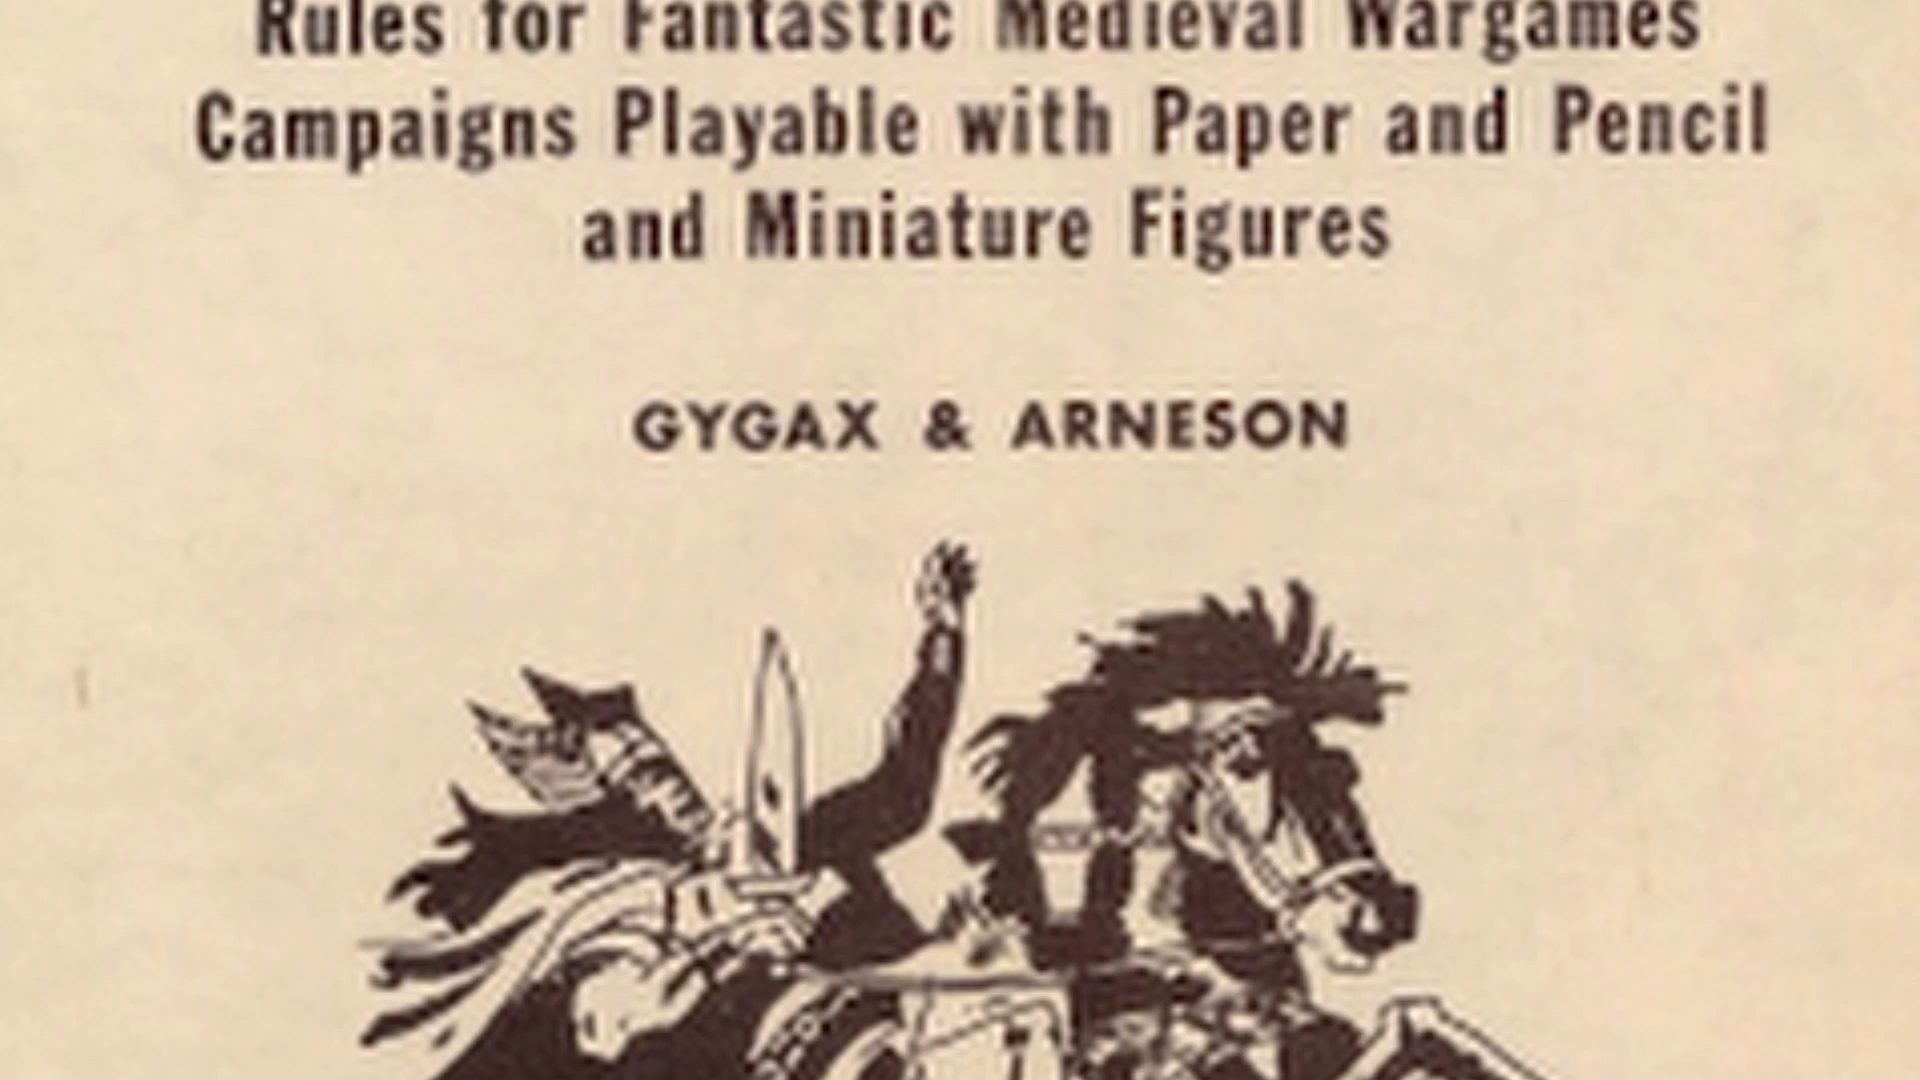 Rules for Fantastic Medieval Wargames
Campaigns Playable with Paper and Pencil
and Miniature Figures
GYGAX & ARNESON